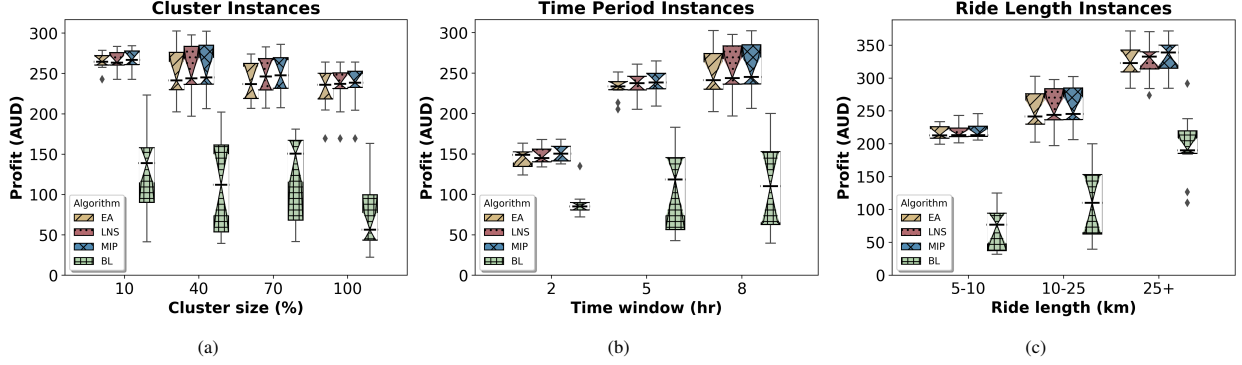 Cluster Instances
Profit (AUD)
300
250
200
150
100
50
0
Algorithm
EA
LNS
MIP
BL
10 40 70 100
Cluster size (%)
(a)
Time Period Instances
Profit (AUD)
300
250
200
150
100
50
0
Algorithm
EA
LNS
MIP
BL
2 5 8
Time window (hr)
(b)
Ride Length Instances
Profit (AUD)
350
300
250
200
150
100
50
0
Algorithm
EA
LNS
MIP
BL
5-10 10-25 25+
Ride length (km)
(c)